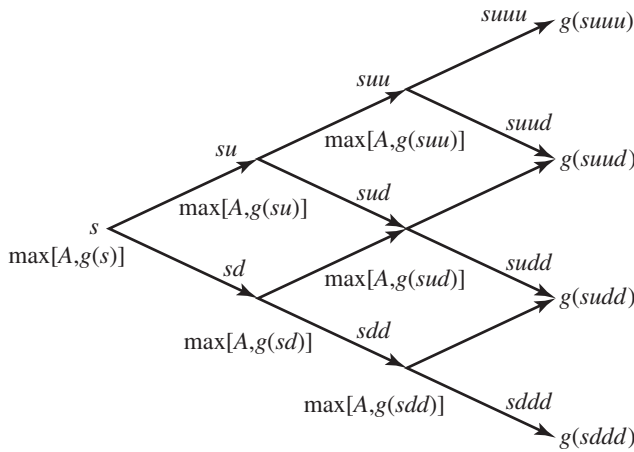 suuu
g(suuu)
suu
suud
max[A,g(suu)]
g(suud)
su
sud
max[A,g(su)]
s
max[A,g(s)]
sd
sudd
max[A,g(sud)]
g(sudd)
sdd
max[A,g(sd)]
sddd
max[A,g(sdd)]
g(sddd)